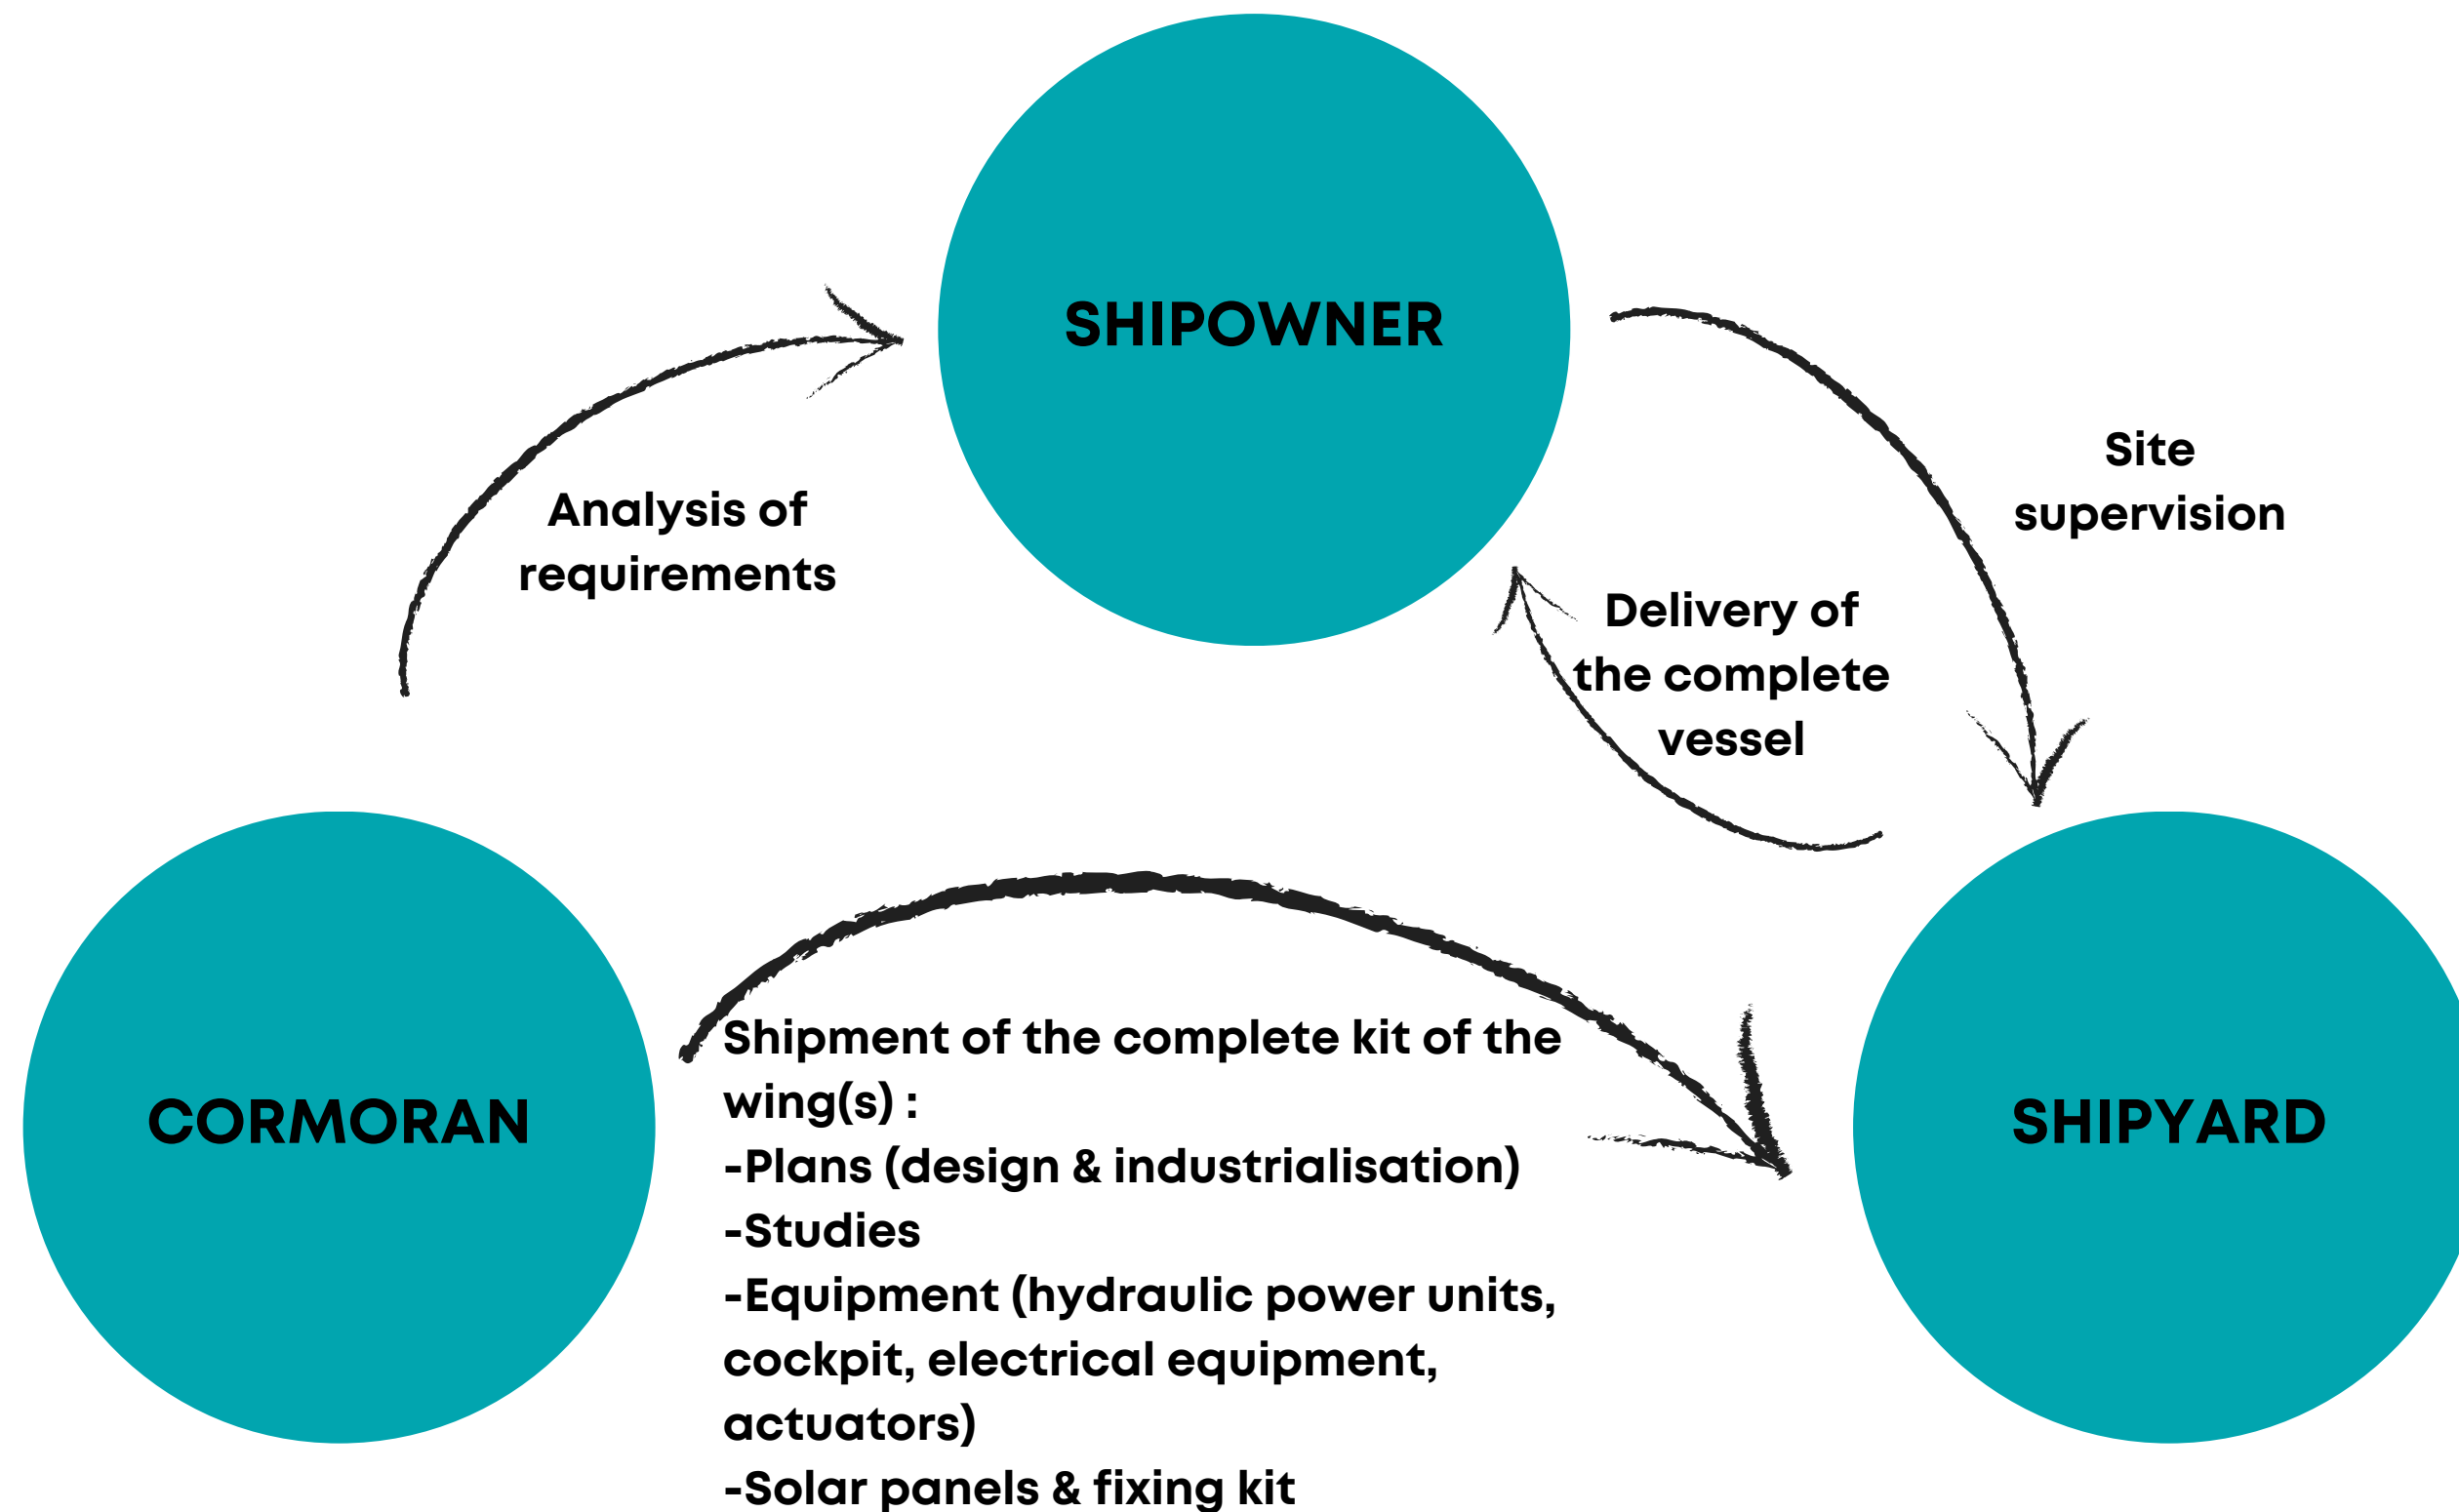 SHIPOWNER
Analysis of
requirements
Site
supervision
Delivery of
the complete
vessel
CORMORAN
Shipment of the complete kit of the
wing(s) :
-Plans (design & industrialisation)
-Studies
-Equipment (hydraulic power units,
cockpit, electrical equipment,
actuators)
-Solar panels & fixing kit
SHIPYARD